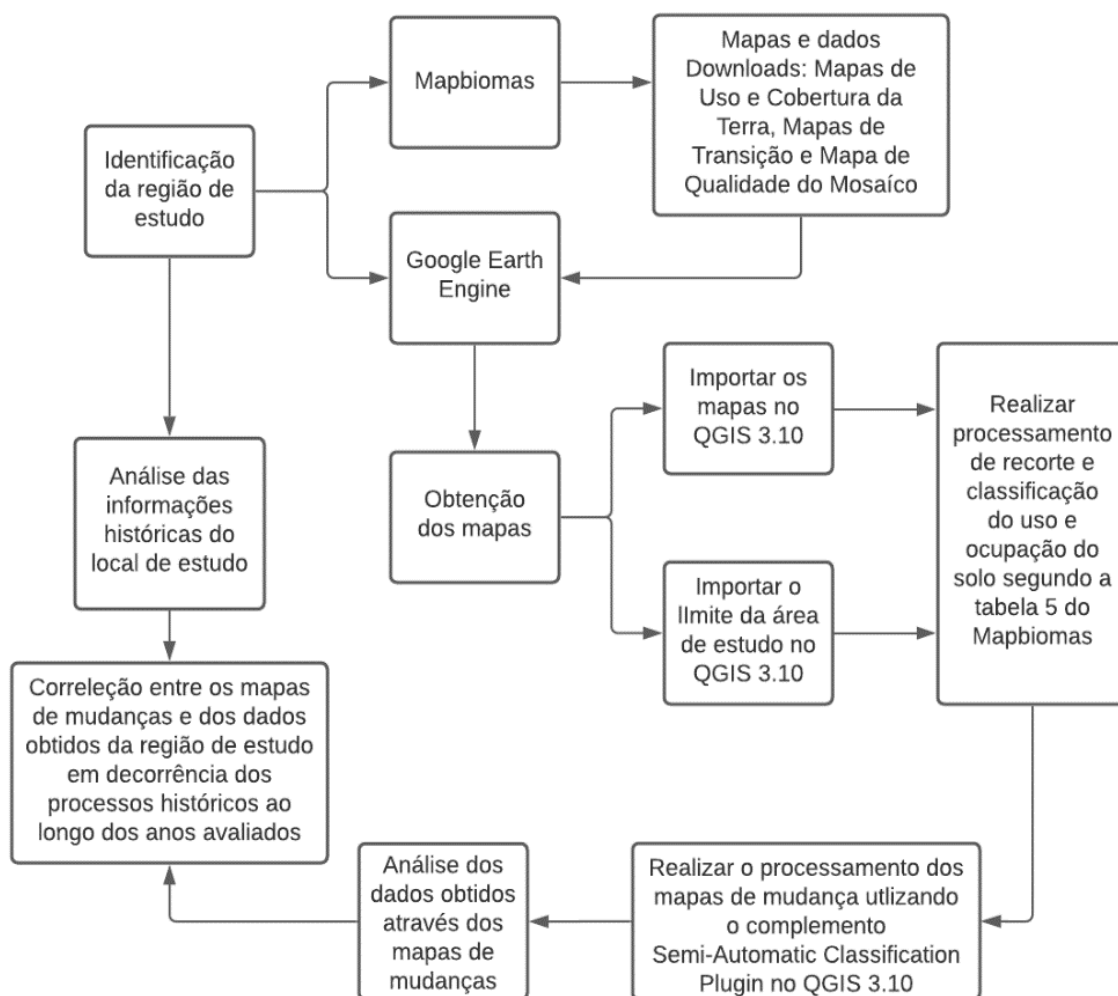 Identificação
da região de
estudo
Mapbiomas
Mapas e dados
Downloads: Mapas de
Uso e Cobertura da
Terra, Mapas de
Transição e Mapa de
Qualidade do Mosaíco
Google Earth
Engine
Obtenção
dos mapas
Importar os
mapas no
QGIS 3.10
Importar o
lImite da área
de estudo no
QGIS 3.10
Realizar
processamento
de recorte e
classificação
do uso e
ocupação do
solo segundo a
tabela 5 do
Mapbiomas
Realizar o processamento dos
mapas de mudança utlizando
o complemento
Semi-Automatic Classification
Plugin no QGIS 3.10
Análise dos
dados obtidos
através dos
mapas de
mudanças
Análise das
informações
históricas do
local de estudo
Correleção entre os mapas
de mudanças e dos dados
obtidos da região de estudo
em decorrência dos
processos históricos ao
longo dos anos avaliados